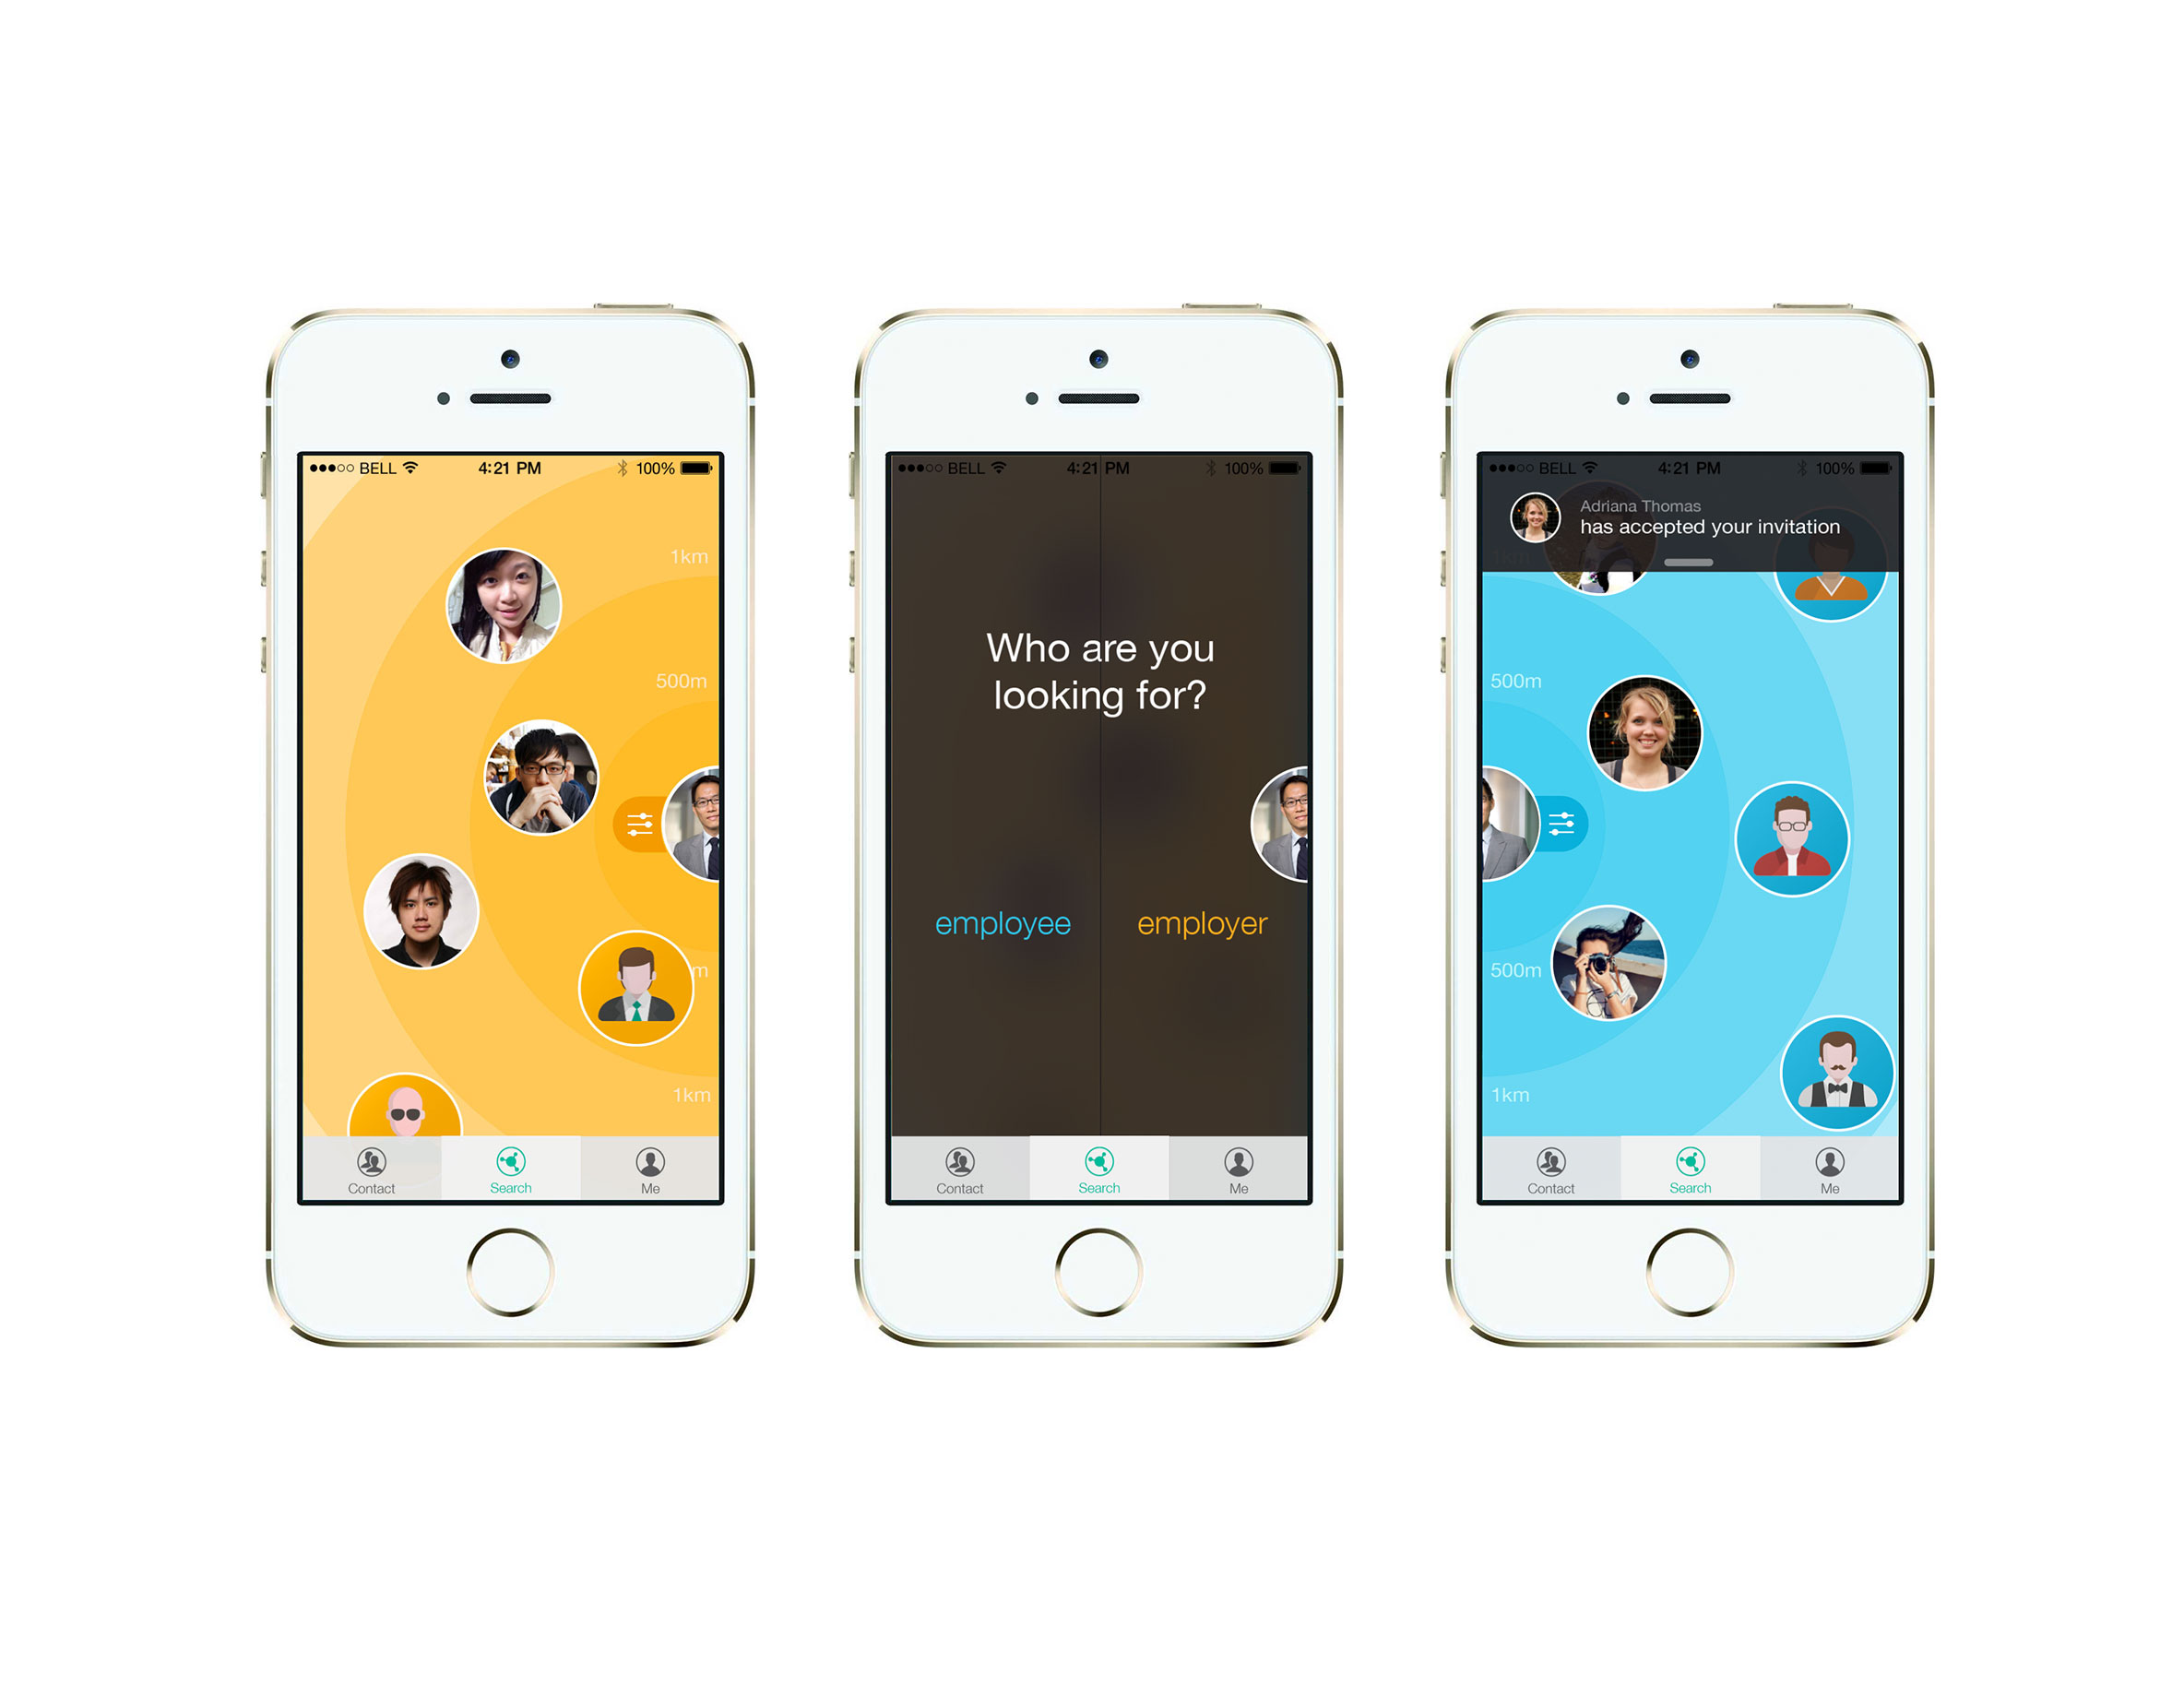 BELL 4:21 PM 100%
1km
500m
m
1km
Contact Search Me
BELL 4:21 PM 100%
Who are you
looking for?
employee employer
Contact Search Me
BELL 4:21 PM 100%
Adriana Thomas
has accepted your invitation
1km
500m
500m
1km
Contact Search Me